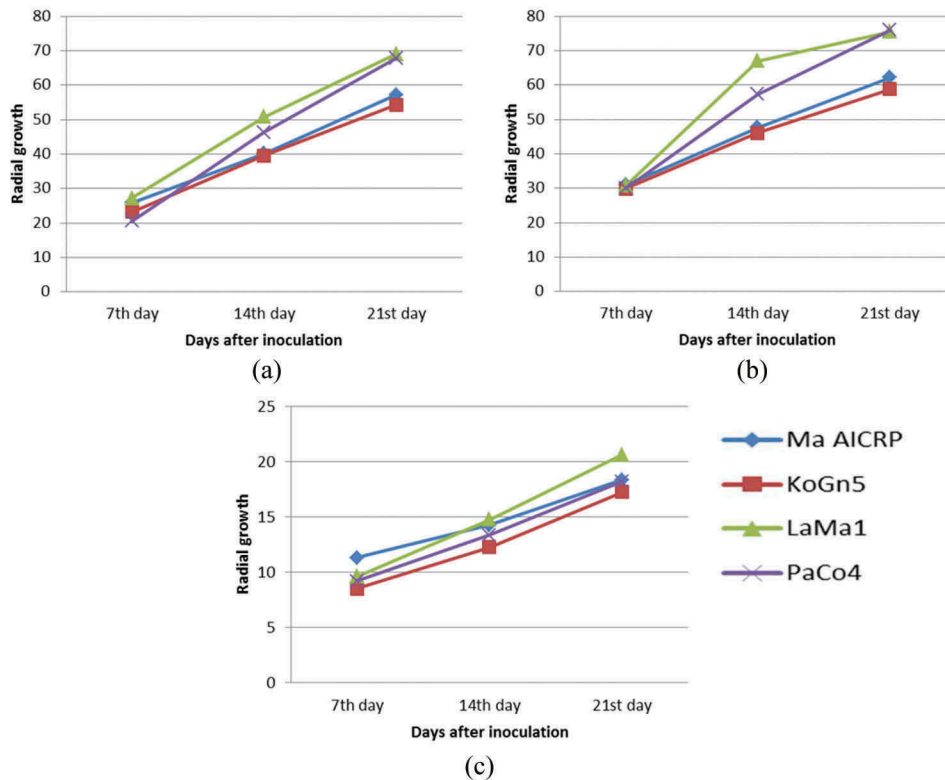 80
70
60
50
40
30
20
10
0
Radial growth
7th day 14th day 21st day
Days after inoculation
(a)
80
70
60
50
40
30
20
10
0
Radial growth
7th day 14th day 21st day
Days after inoculation
(b)
25
20
15
10
5
0
Radial growth
7th day 14th day 21st day
Days after inoculation
(c)
Ma AICRP
KoGn5
LaMa1
PaCo4